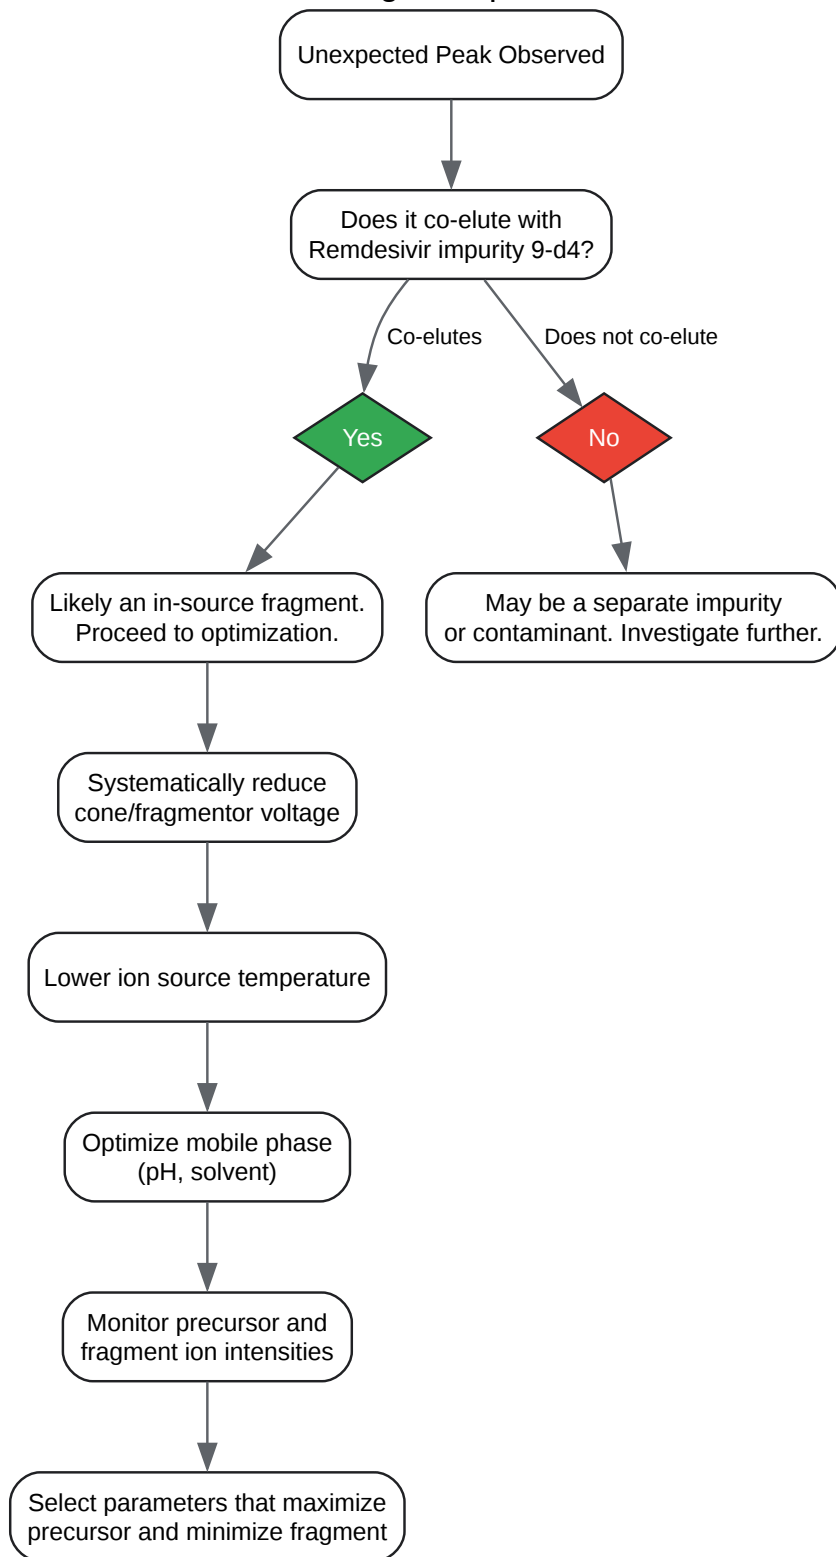 Unexpected Peak Observed
Does it co-elute with
Remdesivir impurity 9-d4?
Co-elutes
Does not co-elute
Yes
No
Likely an in-source fragment.
Proceed to optimization.
May be a separate impurity
or contaminant. Investigate further.
Systematically reduce
cone/fragmentor voltage
Lower ion source temperature
Optimize mobile phase
(pH, solvent)
Monitor precursor and
fragment ion intensities
Select parameters that maximize
precursor and minimize fragment